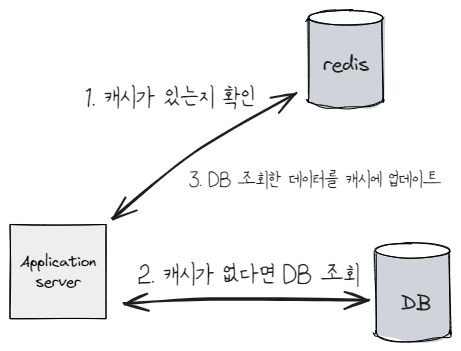 redis
1. 캐시가 있는지 확인
3. DB 조회한 데이터를 캐시에 업데이트
Application
server
2. 캐시가 없다면 DB 조회
DB